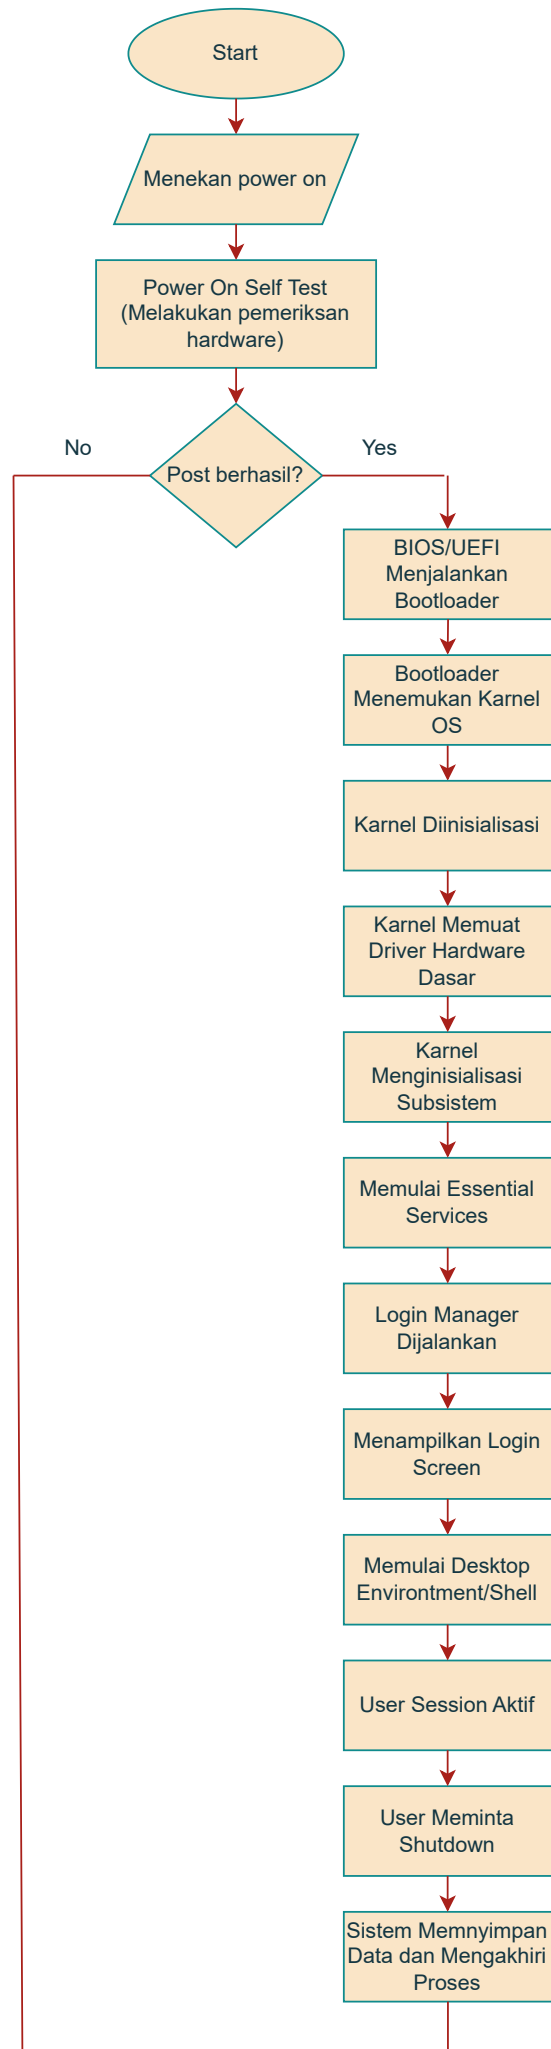 Start
Menekan power on
Power On Self Test
(Melakukan pemeriksan
hardware)
No
Yes
Post berhasil?
BIOS/UEFI
Menjalankan
Bootloader
Bootloader
Menemukan Karnel
OS
Karnel Diinisialisasi
Karnel Memuat
Driver Hardware
Dasar
Karnel
Menginisialisasi
Subsistem
Memulai Essential
Services
Login Manager
Dijalankan
Menampilkan Login
Screen
Memulai Desktop
Environtment/Shell
User Session Aktif
User Meminta
Shutdown
Sistem Memnyimpan
Data dan Mengakhiri
Proses